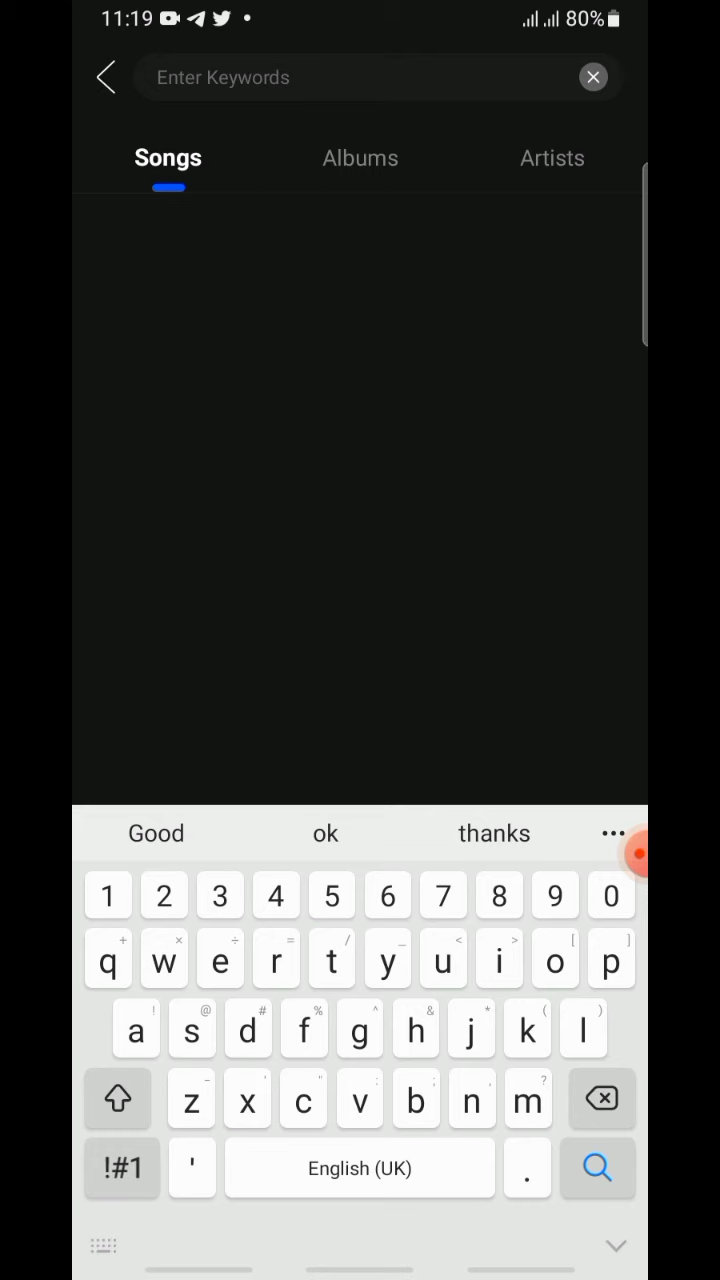 11:19 80%
Enter Keywords
Songs Albums Artists
Good ok thanks •••
1 2 3 4 5 6 7 8 9 0
+ × ÷ = / _ < > [ ]
q w e r t y u i o p
! @ # % ^ & * ( )
a s d f g h j k l
- ' " : ; , ?
z x c v b n m
!#1 ' English (UK) .